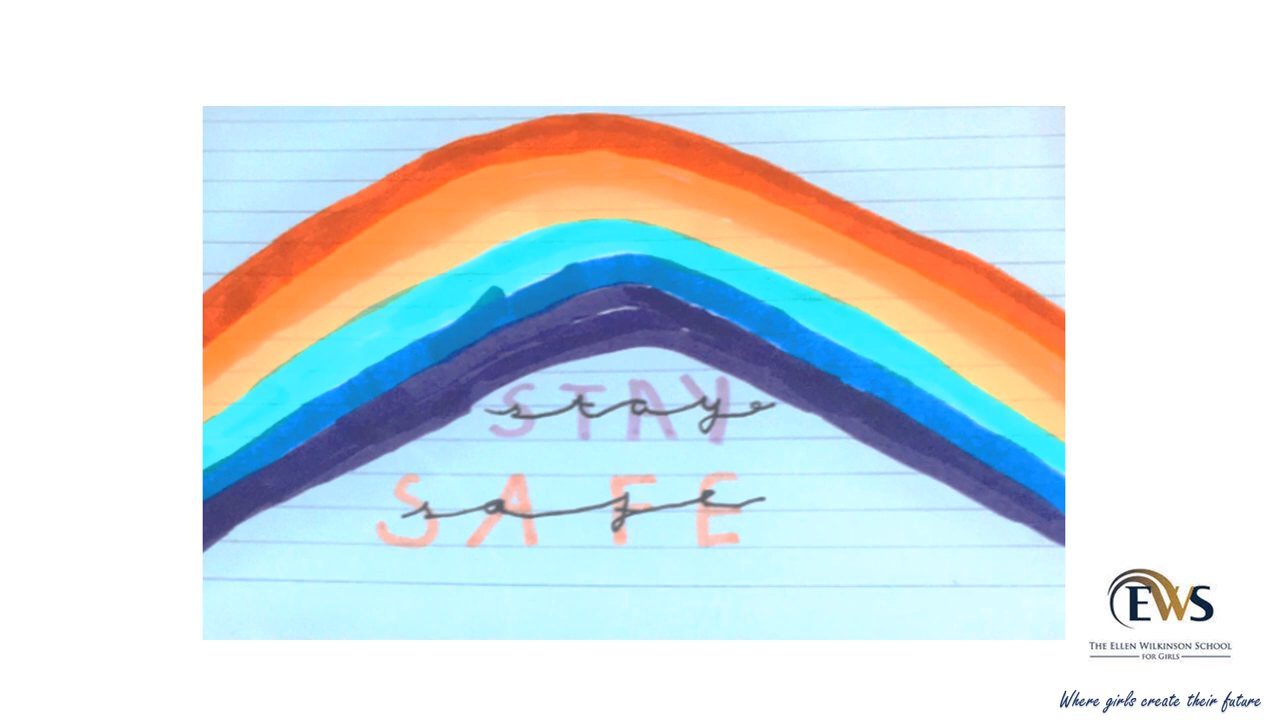 STAY
stay
SAFE
safe
EWS
THE ELLEN WILKINSON SCHOOL
FOR GIRLS
Where girls create their future